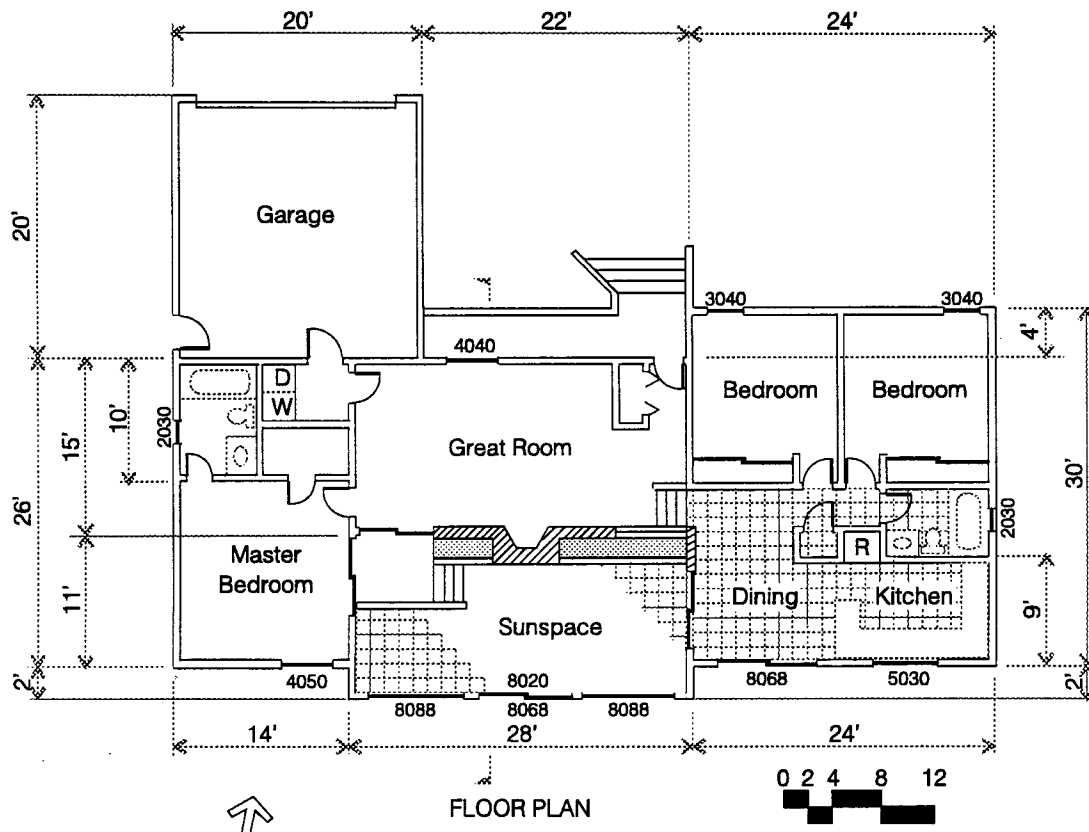 20' 22' 24'
Garage
20'
3040 3040
4'
4040
D
W
Bedroom Bedroom
10'
15'
2030
Great Room
26'
30'
2030
Master
Bedroom
R
11'
Dining Kitchen
9'
Sunspace
2'
4050
8020
8068 5030
2'
8088 8068 8088
14' 28' 24'
0 2 4 8 12
FLOOR PLAN